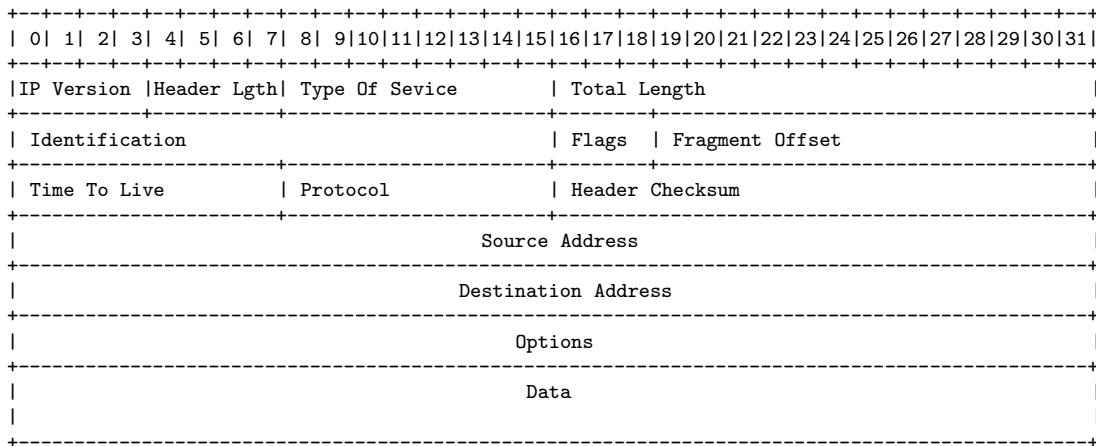 | 0| 1| 2| 3| 4| 5| 6| 7| 8| 9|10|11|12|13|14|15|16|17|18|19|20|21|22|23|24|25|26|27|28|29|30|31|
|IP Version |Header Lgth| Type Of Sevice | Total Length |
| Identification | Flags | Fragment Offset |
| Time To Live | Protocol | Header Checksum |
| Source Address |
| Destination Address |
| Options |
| Data |